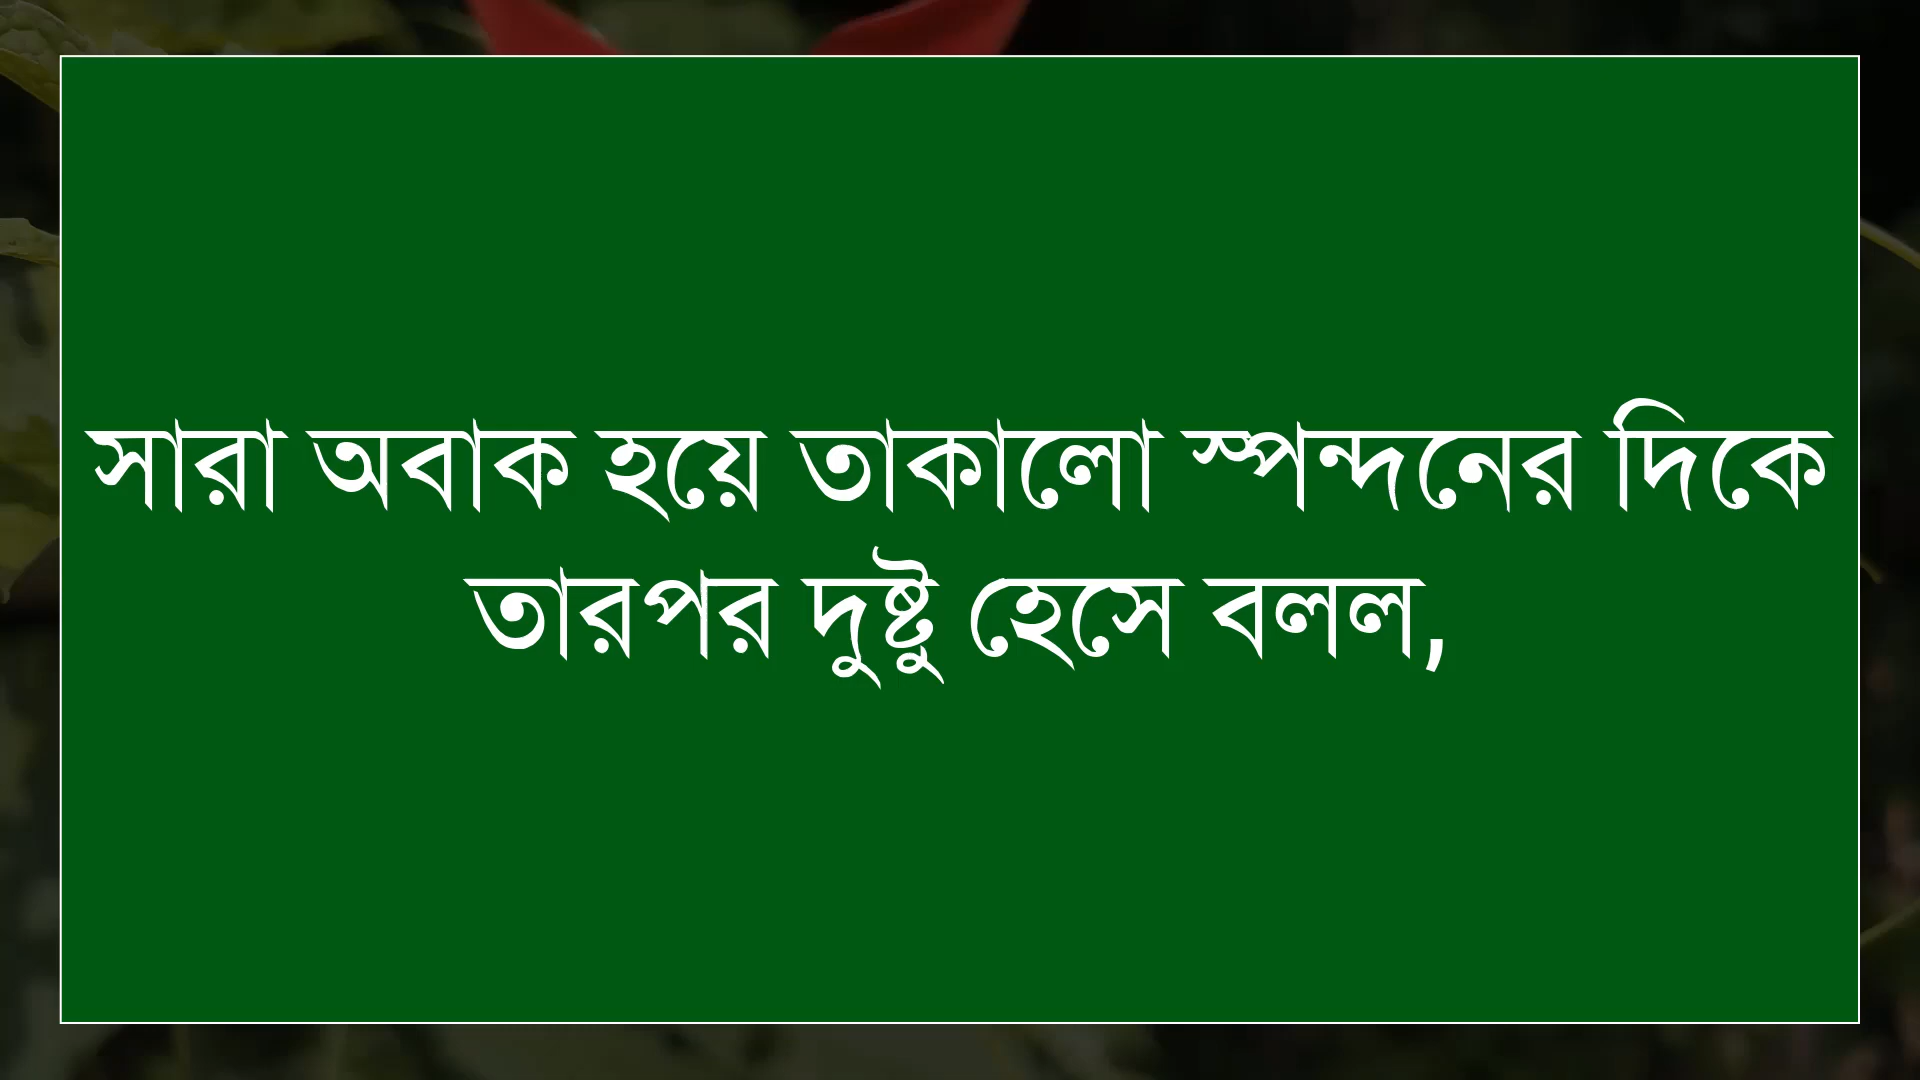 সারা অবাক হয়ে তাকালো স্পন্দনের দিকে
তারপর দুষ্টু হেসে বলল,